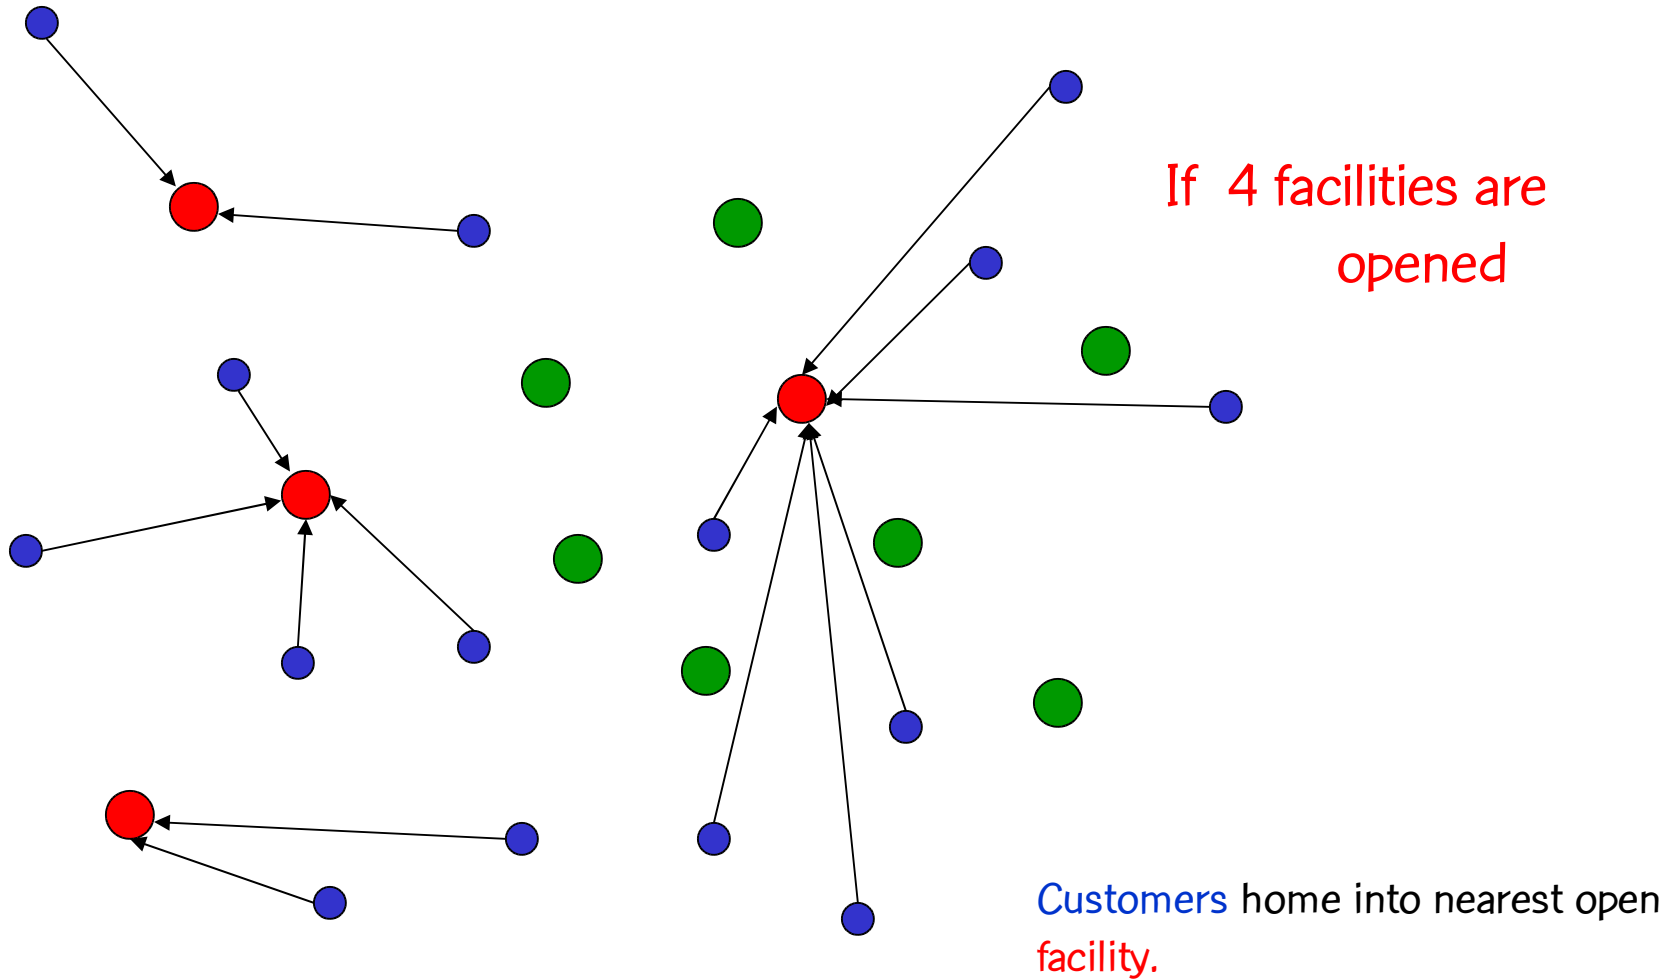 If 4 facilities are
opened
Customers home into nearest open
facility.